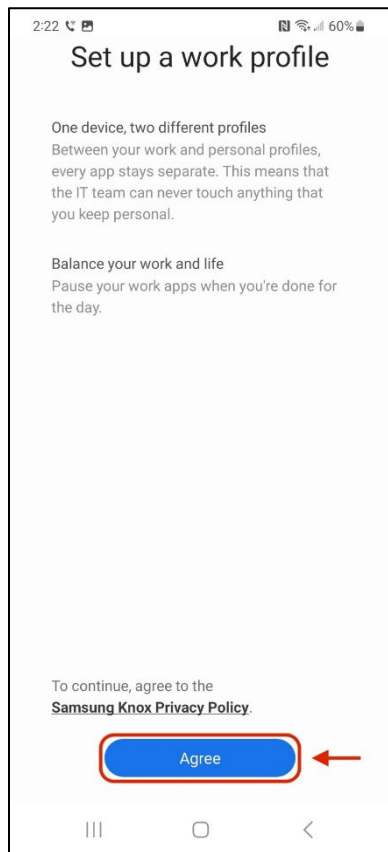 2:22 60%
Set up a work profile
One device, two different profiles
Between your work and personal profiles,
every app stays separate. This means that
the IT team can never touch anything that
you keep personal.
Balance your work and life
Pause your work apps when you're done for
the day.
To continue, agree to the
Samsung Knox Privacy Policy.
Agree